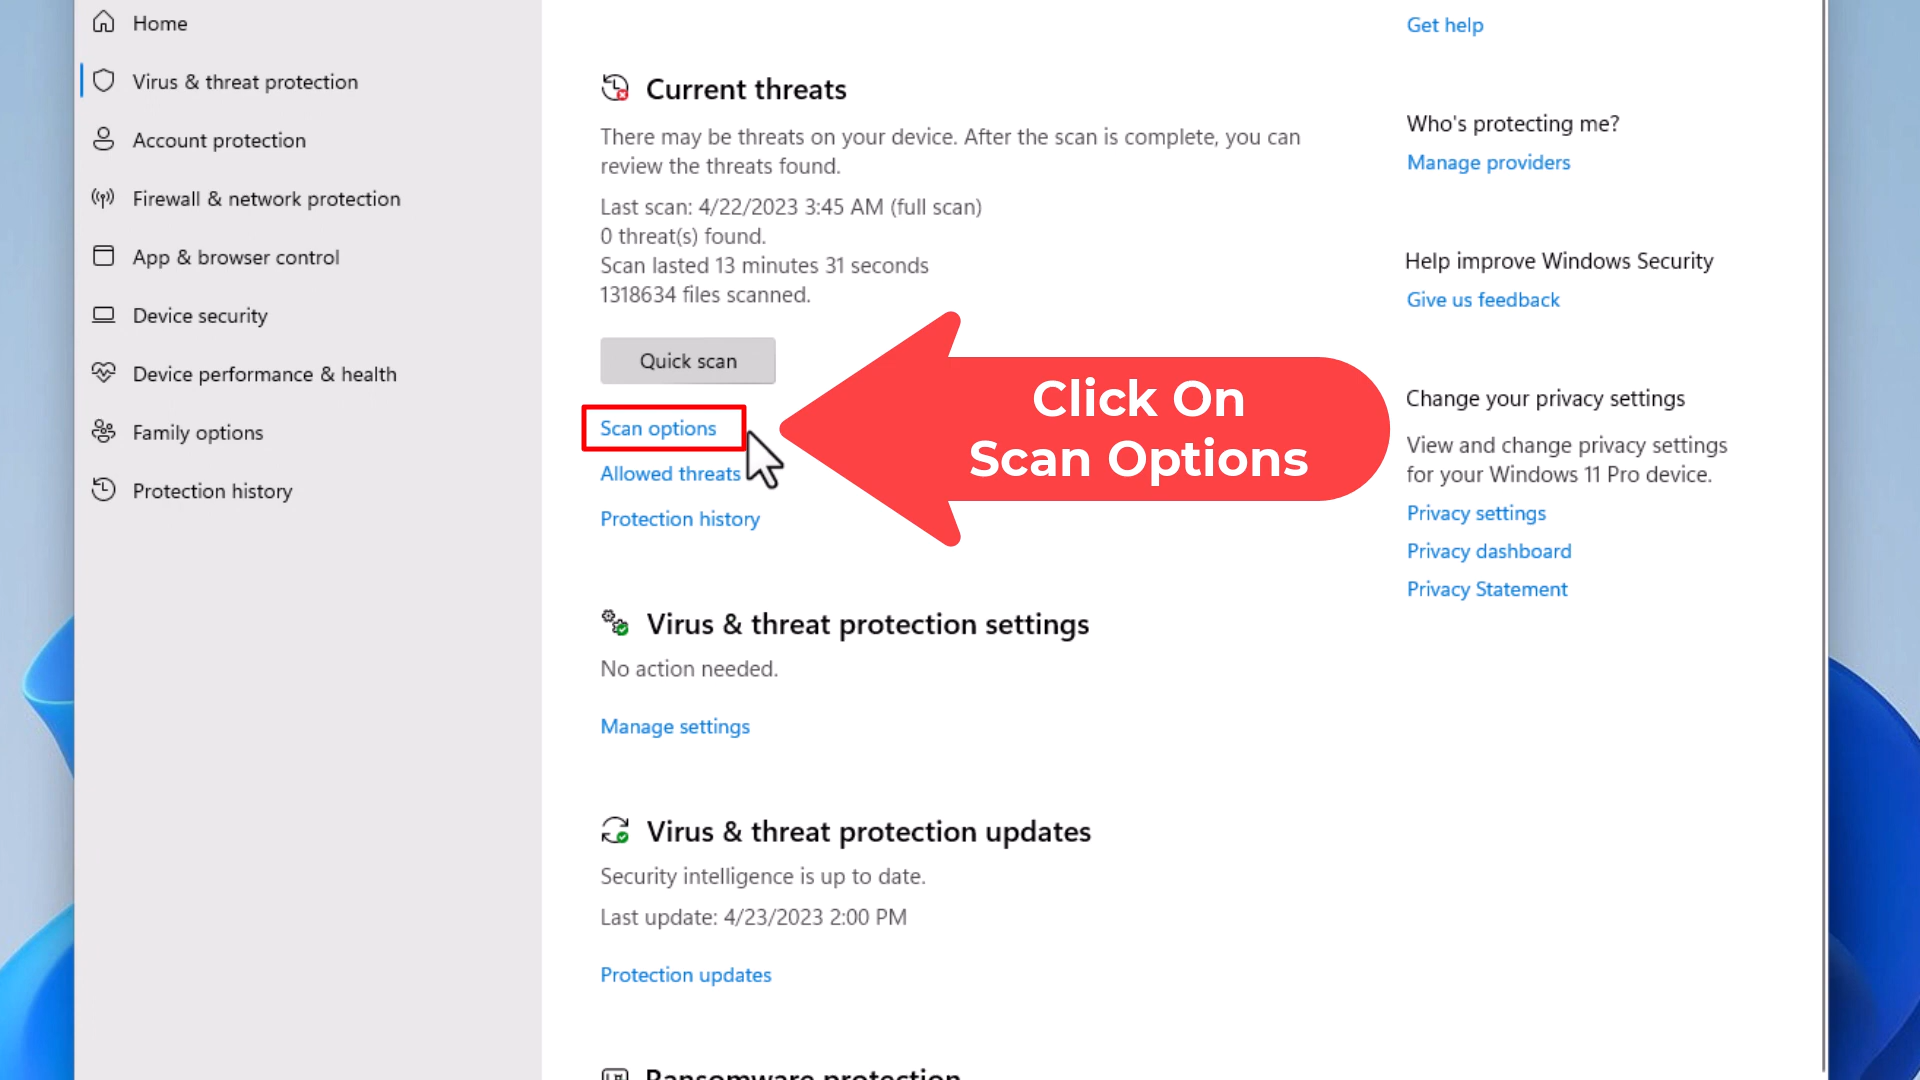 Home
Virus & threat protection
Account protection
Firewall & network protection
App & browser control
Device security
Device performance & health
Family options
Protection history
Current threats
There may be threats on your device. After the scan is complete, you can
review the threats found.
Last scan: 4/22/2023 3:45 AM (full scan)
0 threat(s) found.
Scan lasted 13 minutes 31 seconds
1318634 files scanned.
Quick scan
Scan options
Allowed threats
Protection history
Click On
Scan Options
Virus & threat protection settings
No action needed.
Manage settings
Virus & threat protection updates
Security intelligence is up to date.
Last update: 4/23/2023 2:00 PM
Protection updates
Ransomware protection
Get help
Who's protecting me?
Manage providers
Help improve Windows Security
Give us feedback
Change your privacy settings
View and change privacy settings
for your Windows 11 Pro device.
Privacy settings
Privacy dashboard
Privacy Statement